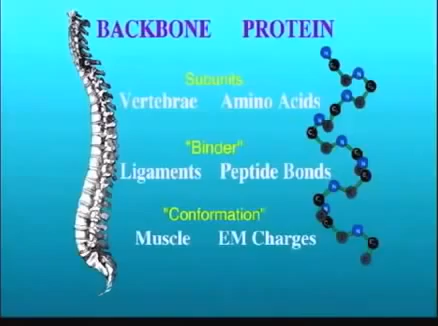 BACKBONE PROTEIN
Subunits
Vertebrae Amino Acids
"Binder"
Ligaments Peptide Bonds
"Conformation"
Muscle EM Charges